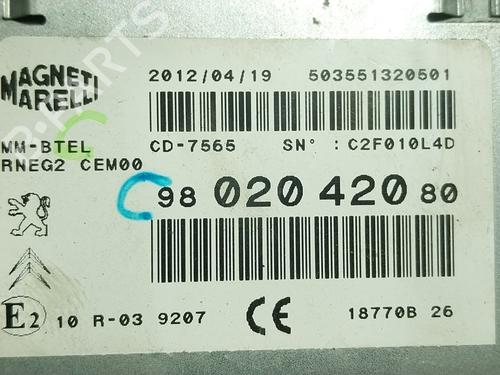 MAGNETI
MARELLI
2012/04/19 503551320501
MM-BTEL CD-7565 SN° : C2F010L4D
RNEG2 CEM00
98 020 420 80
E2 10 R-03 9207 CE 18770B 26